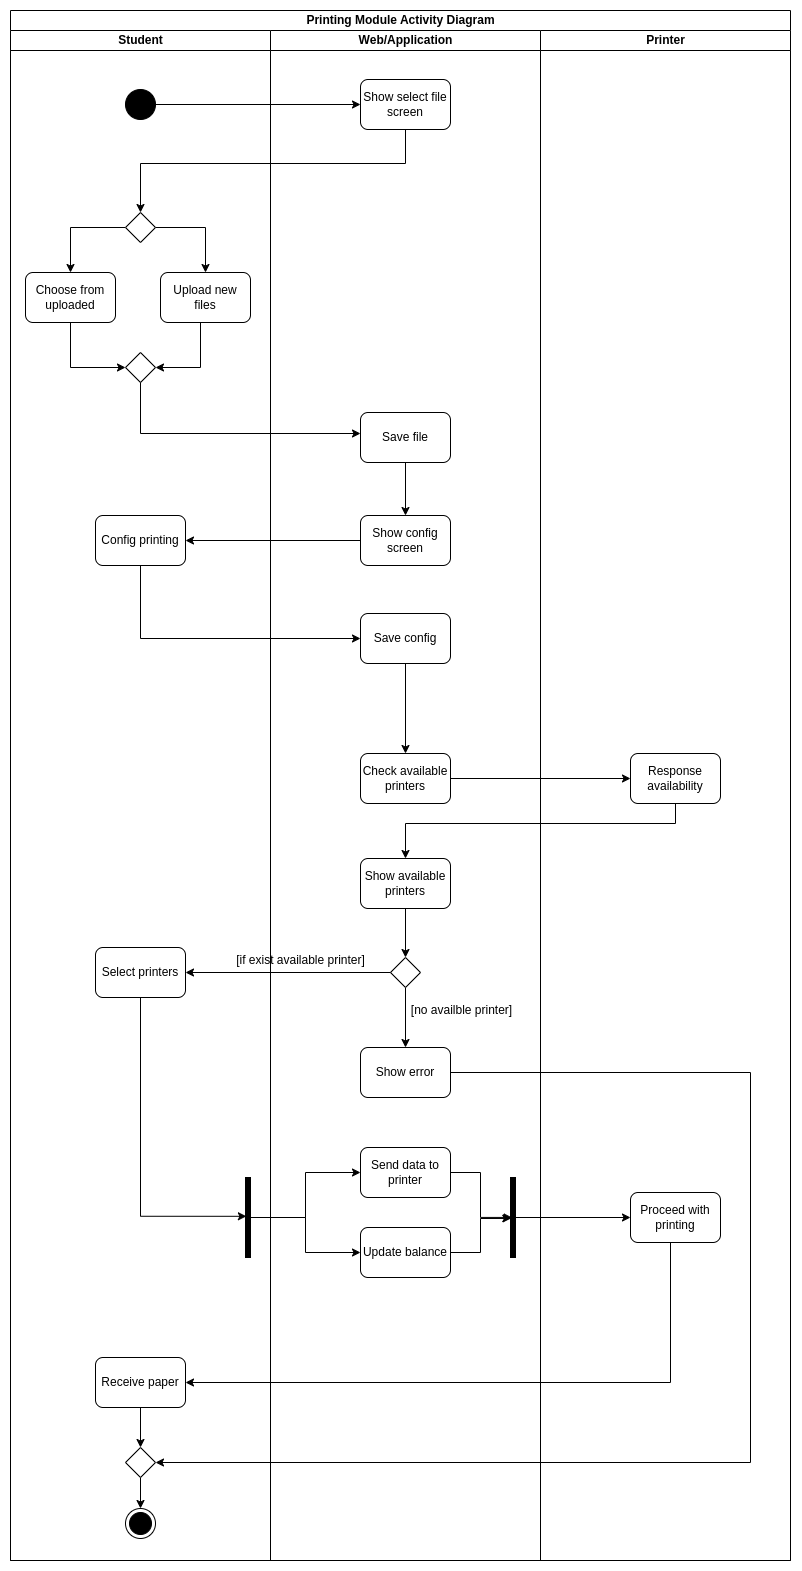 Printing Module Activity Diagram
Student
Web/Application
Printer
Show select file
screen
Choose from
uploaded
Upload new
files
Save file
Config printing
Show config
screen
Save config
Check available
printers
Response
availability
Show available
printers
[if exist available printer]
Select printers
[no availble printer]
Show error
Send data to
printer
Proceed with
printing
Update balance
Receive paper